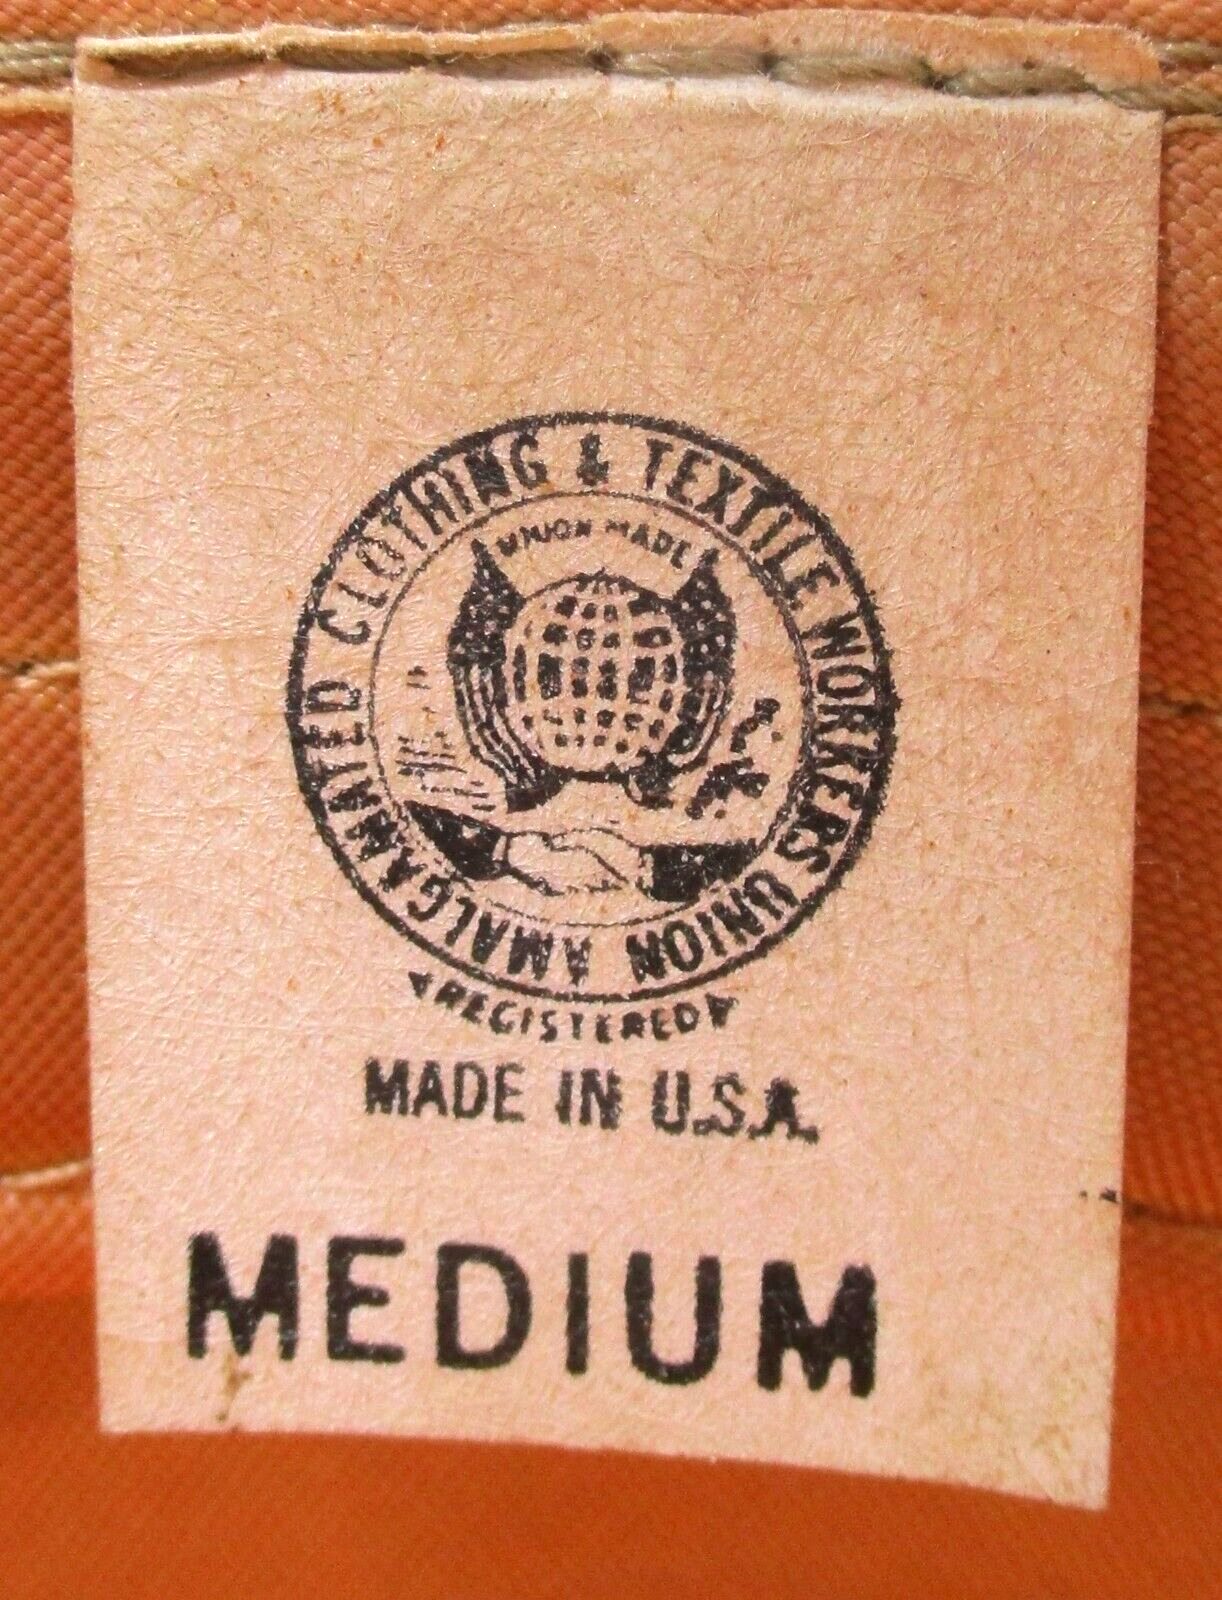 AMALGAMATED CLOTHING & TEXTILE WORKERS UNION
UNION MADE
REGISTERED
MADE IN U.S.A.
MEDIUM